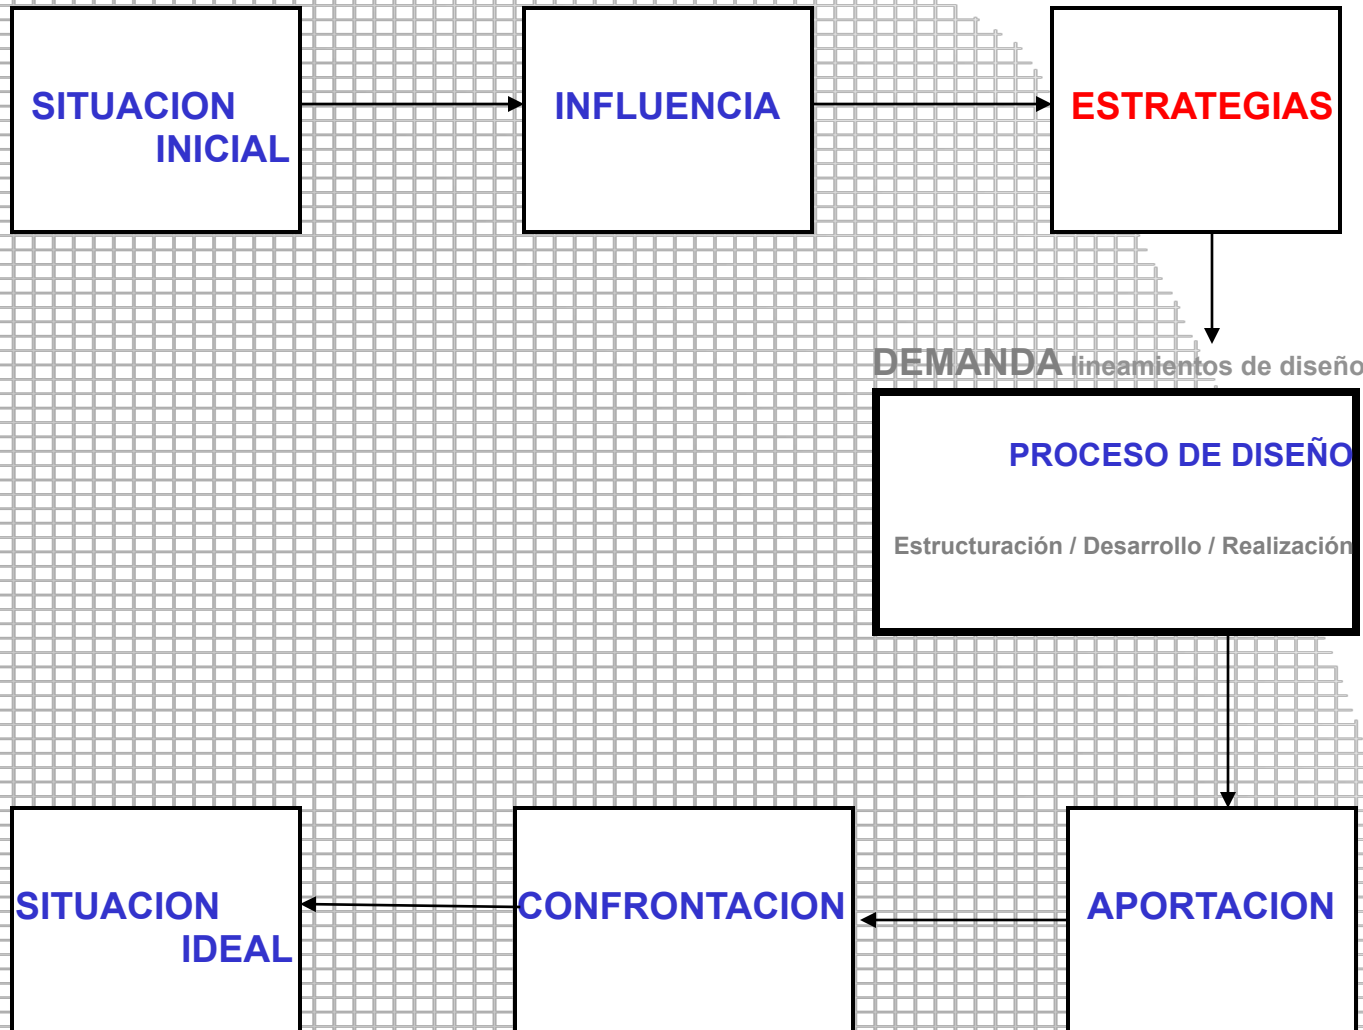 SITUACION
INICIAL
INFLUENCIA
ESTRATEGIAS
DEMANDA lineamientos de diseño
PROCESO DE DISEÑO
Estructuración / Desarrollo / Realización
SITUACION
IDEAL
CONFRONTACION
APORTACION